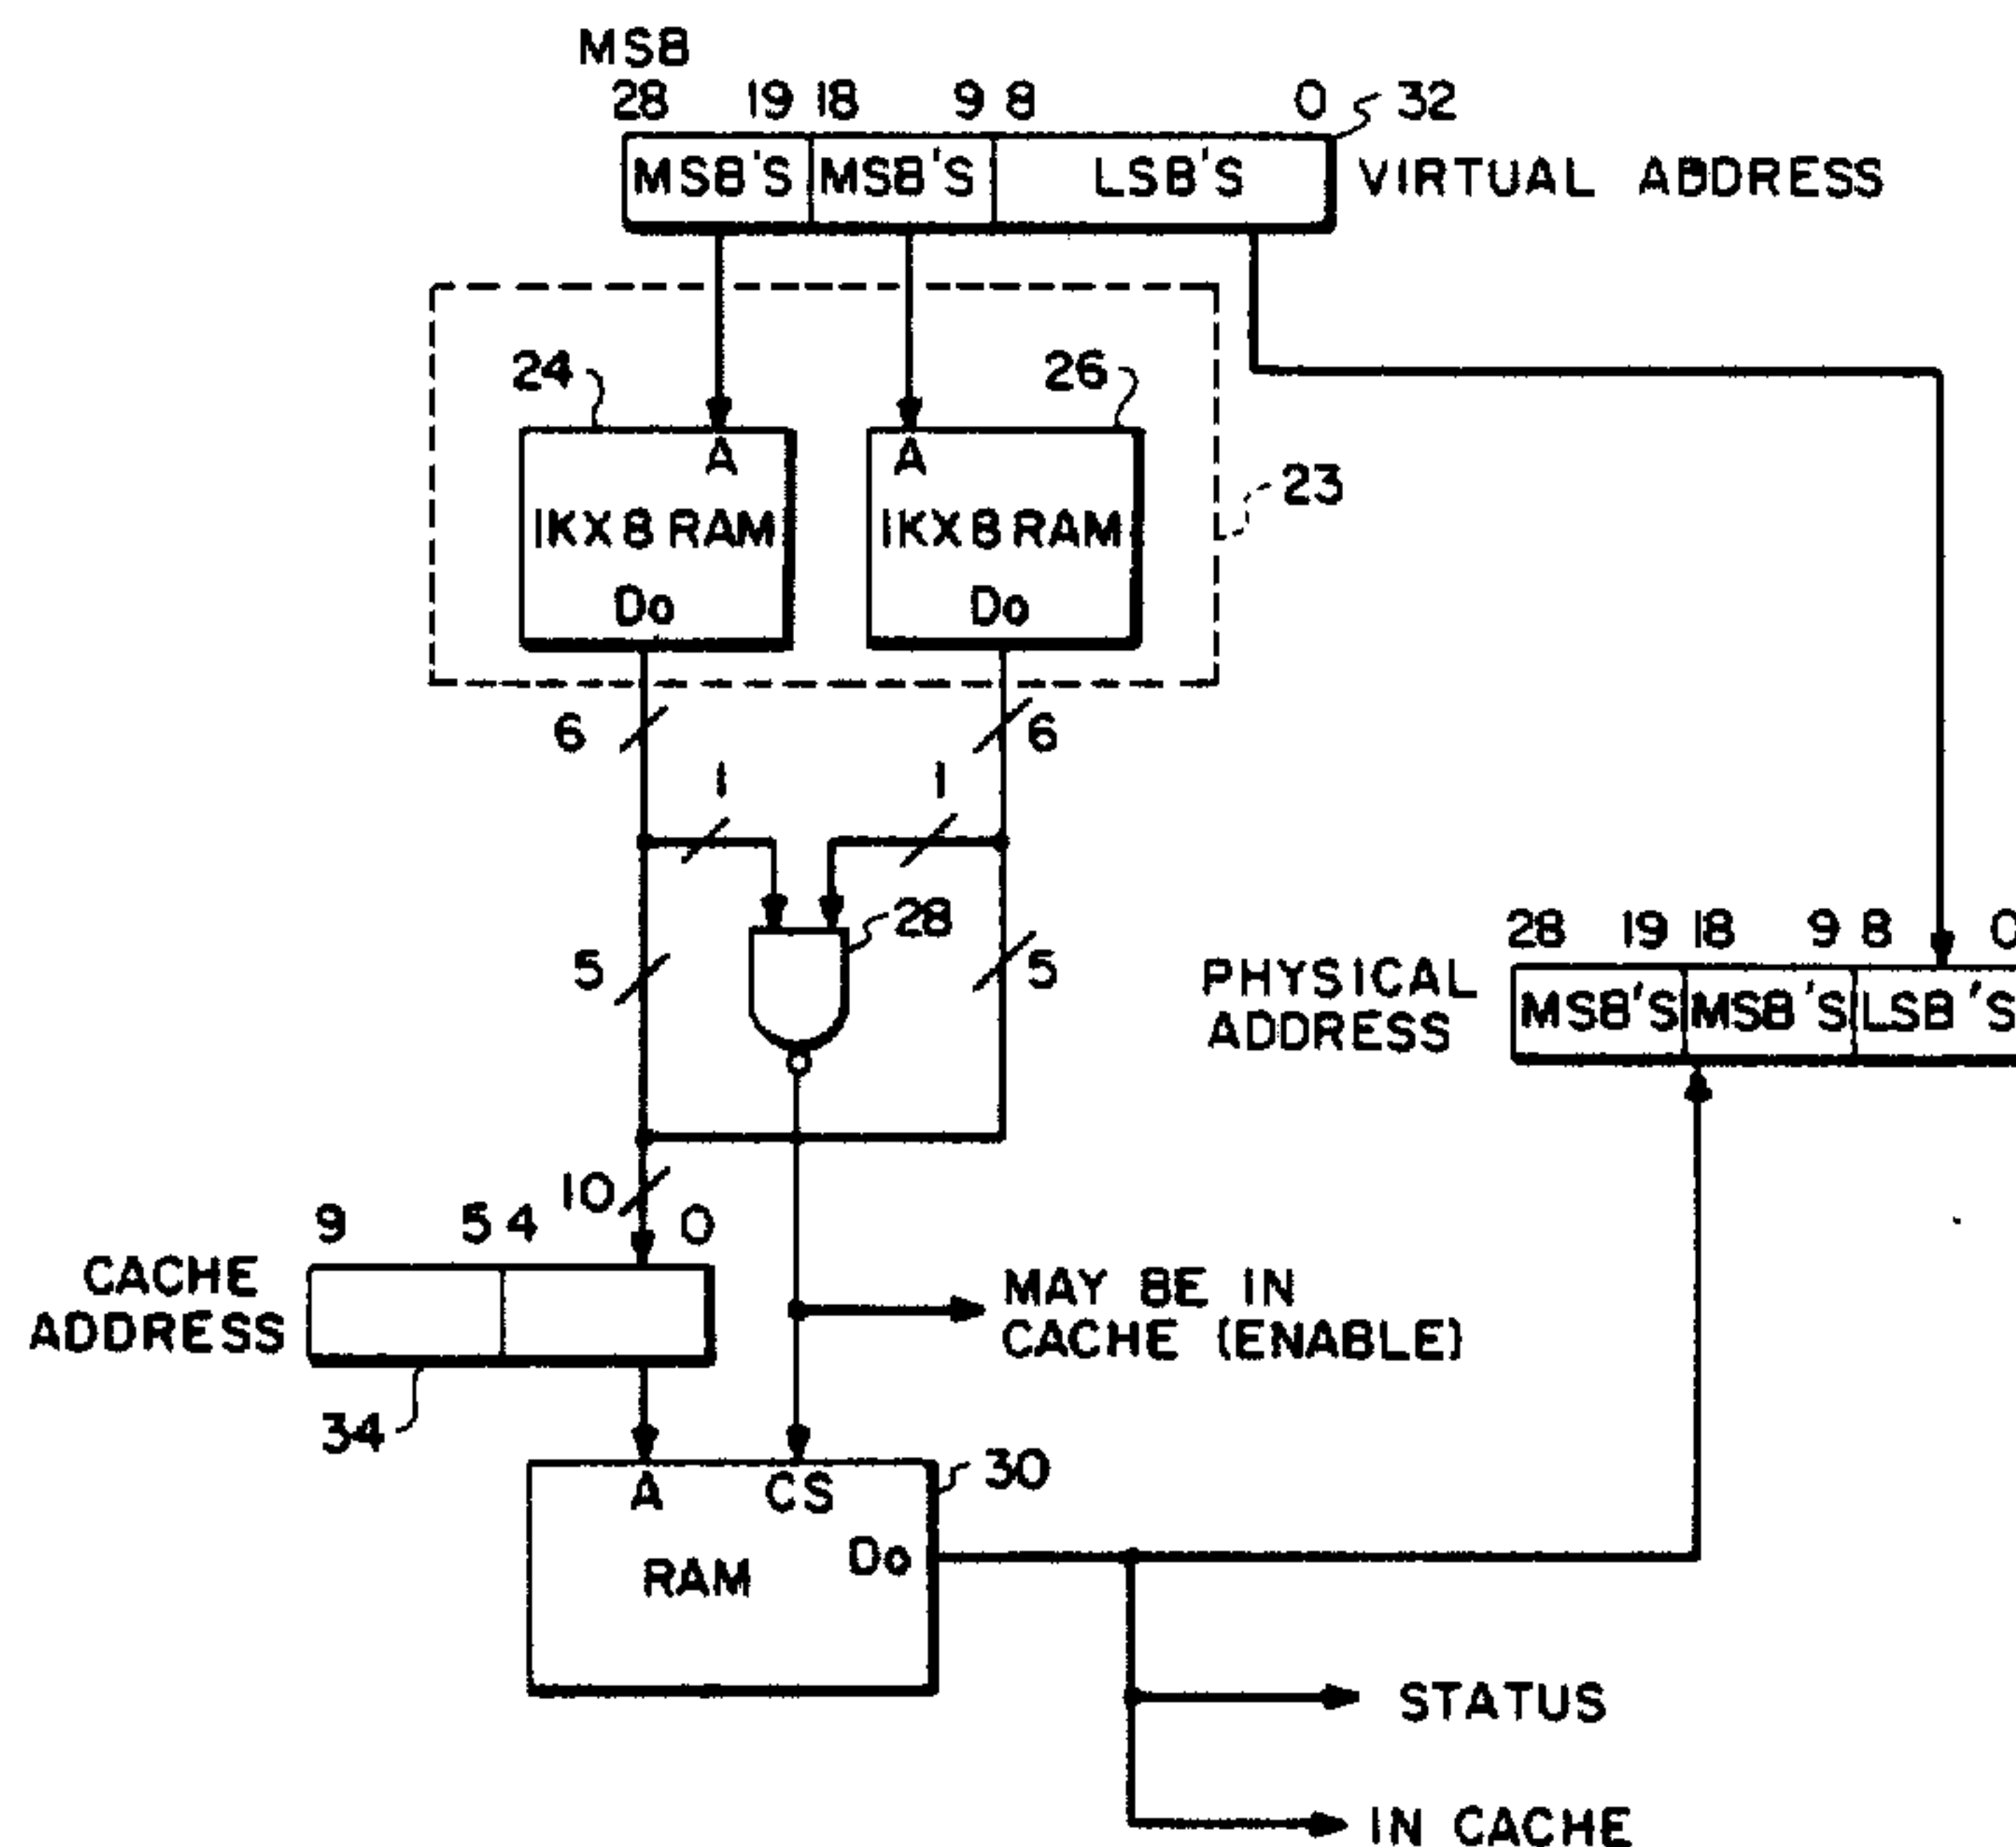 MSB
28 19 18 9 8 0 32
MSB'S MSB'S LSB'S VIRTUAL ADDRESS
24 26
A A
23
1KX8 RAM 1KX8 RAM
Do Do
6 6
1 1
28
5 5
28 19 18 9 8 0
PHYSICAL
ADDRESS
MSB'S MSB'S LSB'S
10
9 5 4 0
CACHE
ADDRESS
MAY BE IN
CACHE (ENABLE)
34
30
A CS
Do
RAM
STATUS
IN CACHE